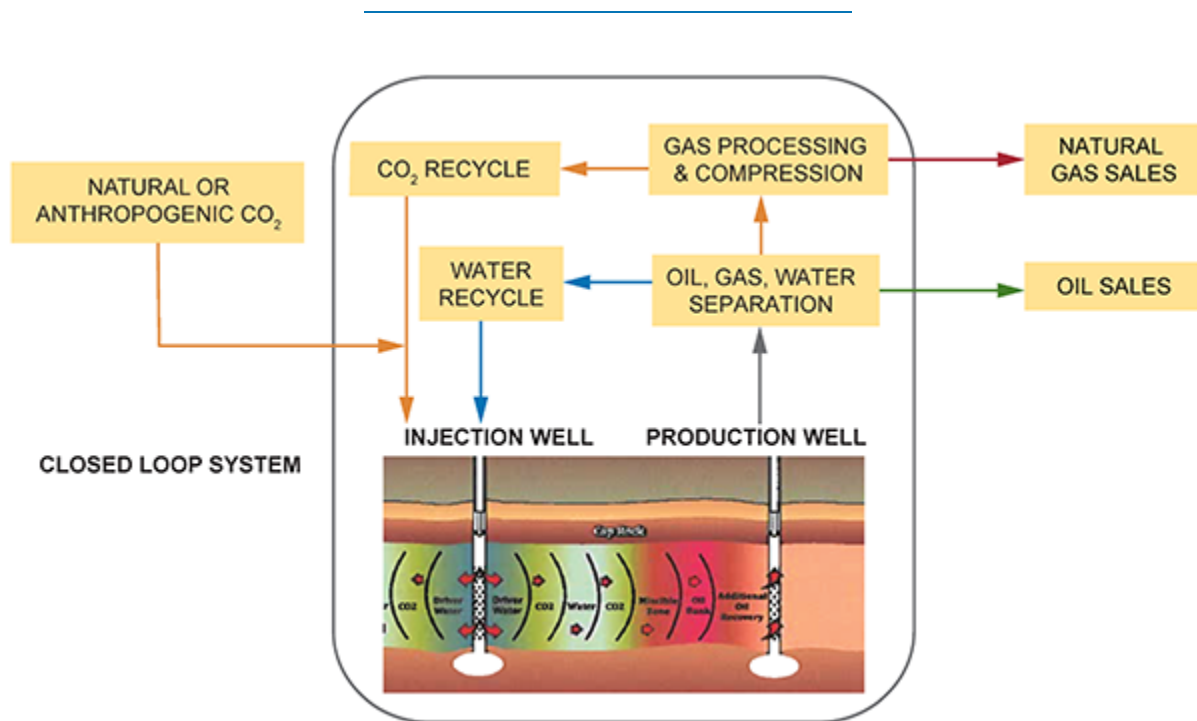 GAS PROCESSING
& COMPRESSION
NATURAL
GAS SALES
CO₂ RECYCLE
NATURAL OR
ANTHROPOGENIC CO₂
WATER
RECYCLE
OIL, GAS, WATER
SEPARATION
OIL SALES
INJECTION WELL
PRODUCTION WELL
CLOSED LOOP SYSTEM
Cap Rock
CO2
Driver
Water
Driver
Water
CO2
Water
CO2
Miscible
Zone
Oil
Bank
Additional
Oil
Recovery